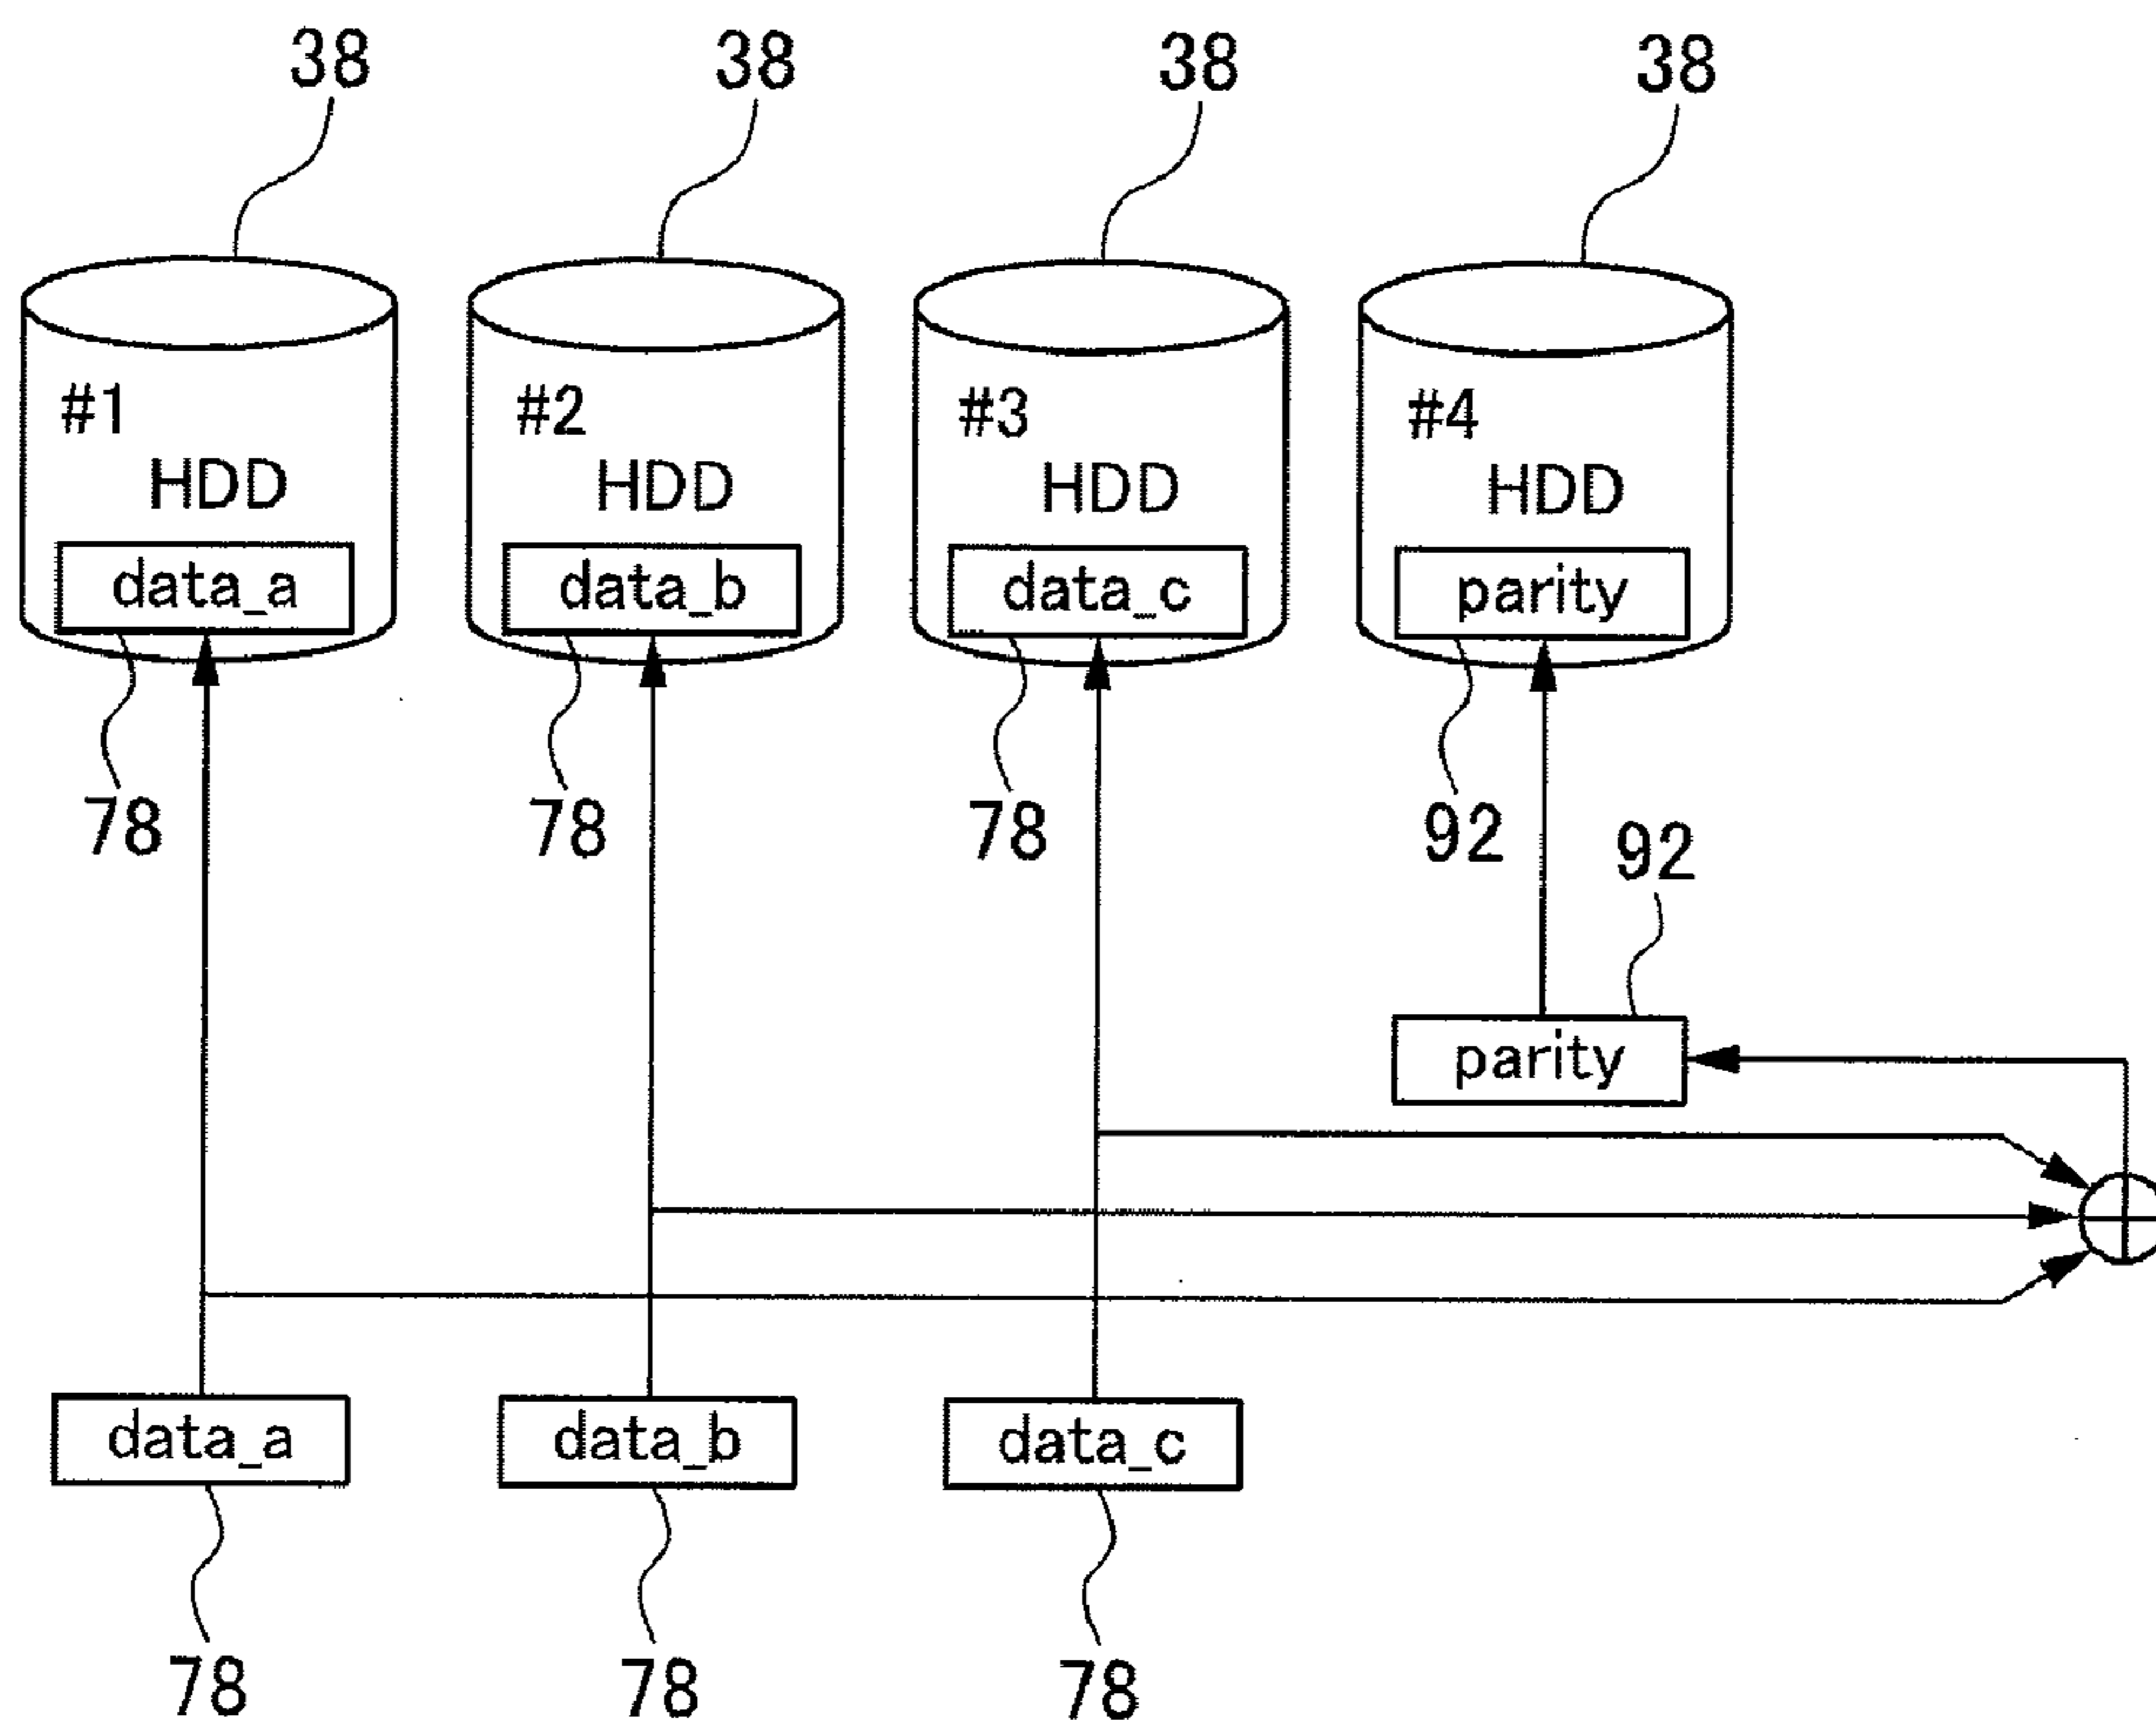 38 38 38 38
#1 #2 #3 #4
HDD HDD HDD HDD
data_a data_b data_c parity
78 78 78 92
92
parity
data_a data_b data_c
78 78 78